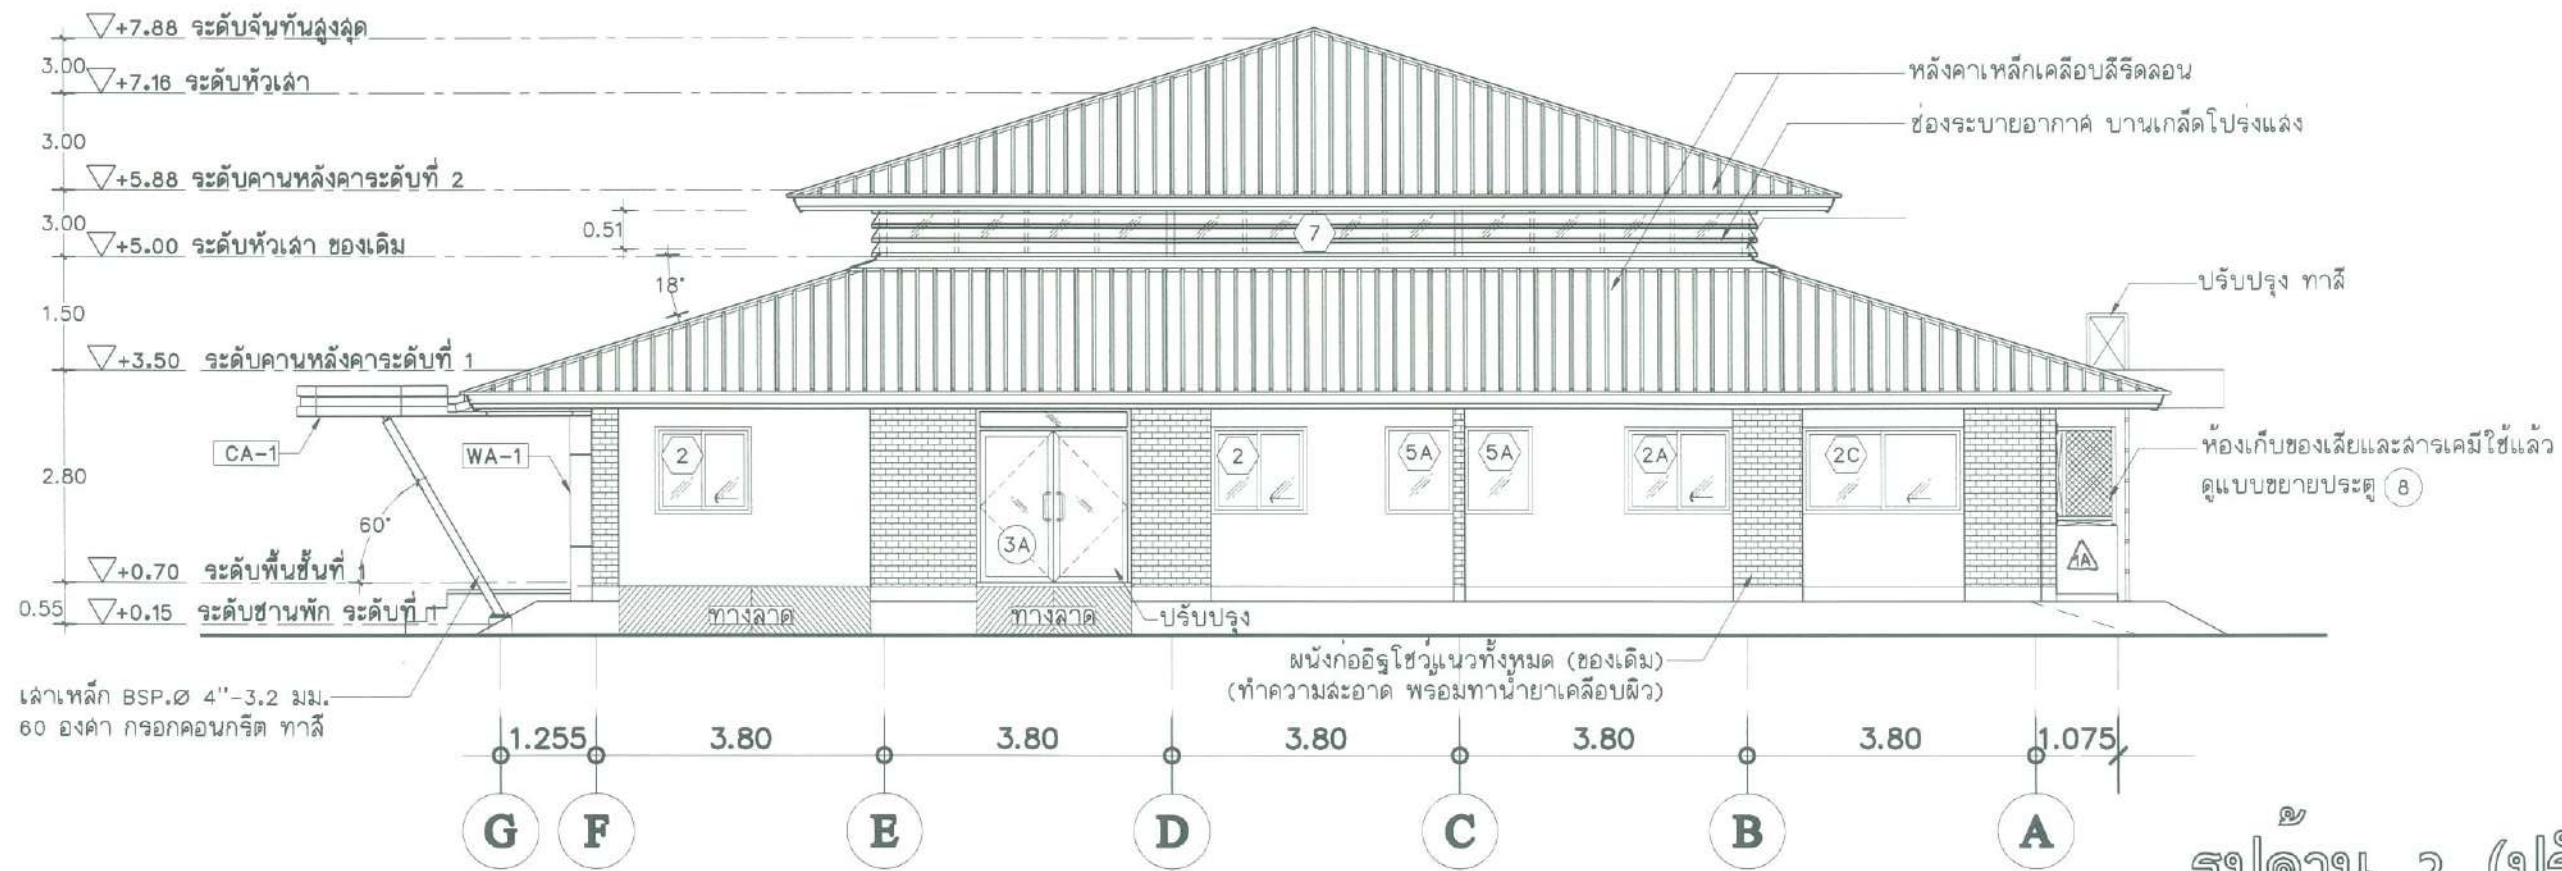 +7.88 ระดับจันทันสูงสุด
3.00
+7.16 ระดับหัวเสา
3.00
+5.88 ระดับคานหลังคาระดับที่ 2
3.00
0.51
+5.00 ระดับหัวเสา ของเดิม
18°
1.50
+3.50 ระดับคานหลังคาระดับที่ 1
CA-1
WA-1
2.80
60°
+0.70 ระดับพื้นชั้นที่ 1
0.55
+0.15 ระดับชานพัก ระดับที่ 1
เสาเหล็ก BSP.Ø 4"-3.2 มม.
60 องศา กรอกคอนกรีต ทาสี
หลังคาเหล็กเคลือบสีรีดลอน
ช่องระบายอากาศ บานเกล็ดโปร่งแสง
7
ปรับปรุง ทาสี
2
3A
2
5A
5A
2A
2C
ห้องเก็บของเสียและสารเคมีใช้แล้ว
ดูแบบขยายประตู 8
1A
ทางลาด
ทางลาด
ปรับปรุง
ผนังก่ออิฐโชว์แนวทั้งหมด (ของเดิม)
(ทำความสะอาด พร้อมทาน้ำยาเคลือบผิว)
1.255 3.80 3.80 3.80 3.80 3.80 1.075
G F E D C B A
รูปด้าน 2